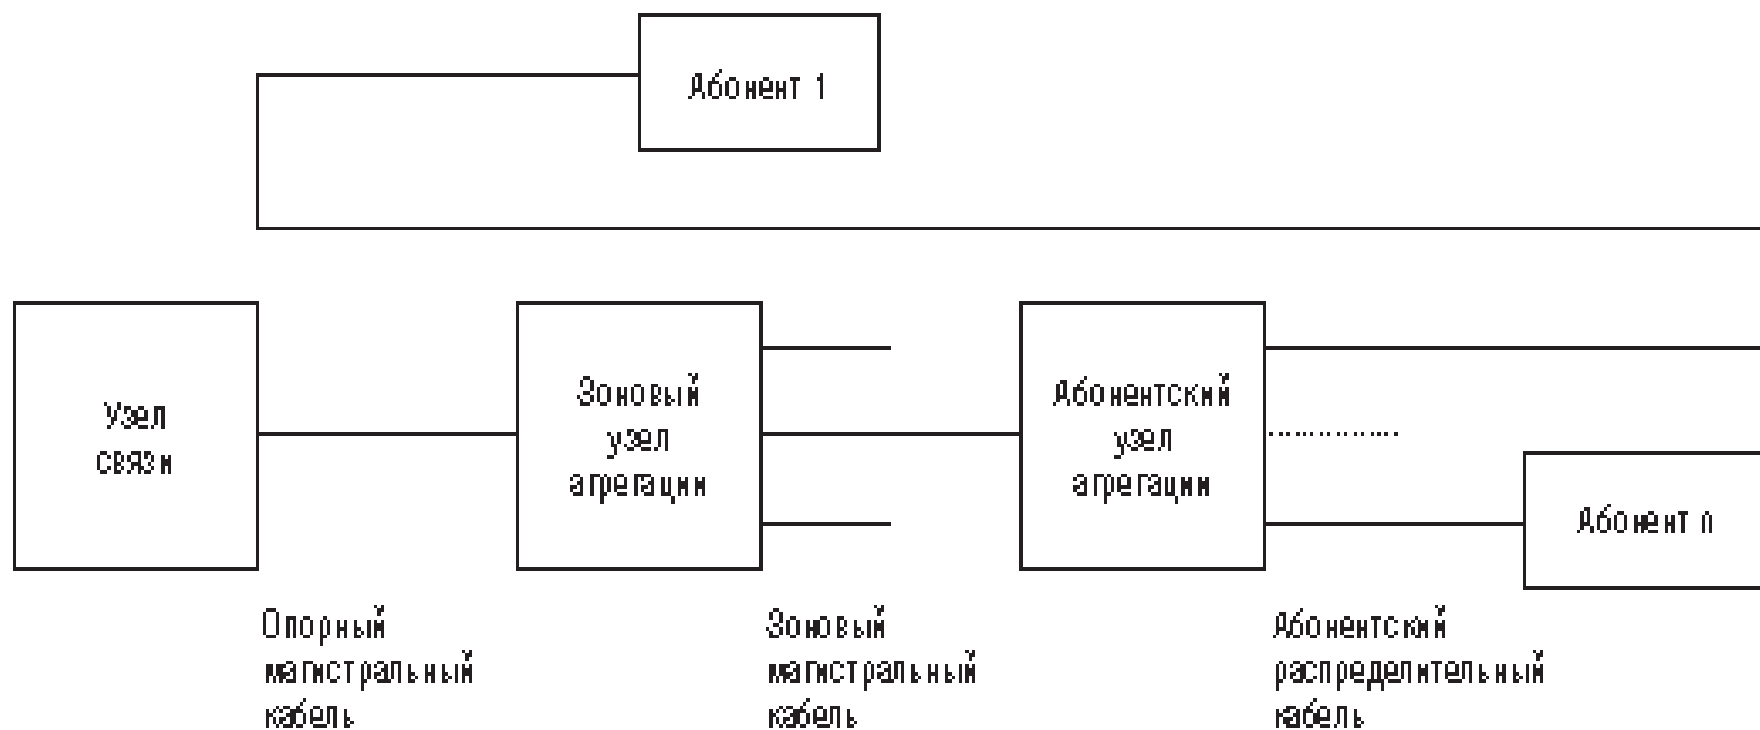 Абонент 1
Узел
связи
Зоновый
узел
агрегации
Абонентский
узел
агрегации
Абонент n
Опорный
магистральный
кабель
Зоновый
магистральный
кабель
Абонентский
распределительный
кабель